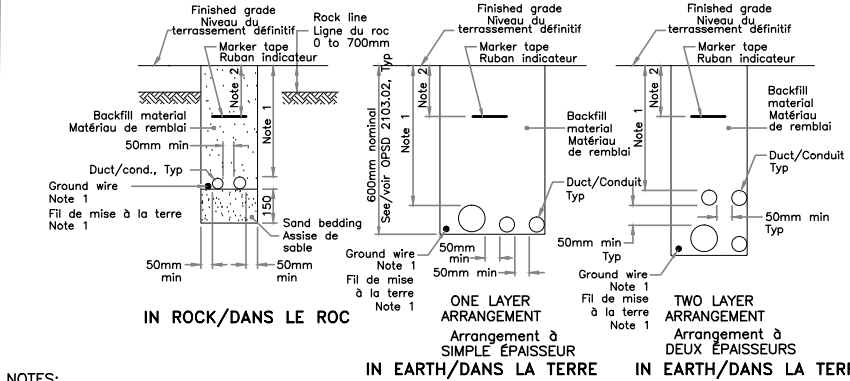 Finished grade
Niveau du
terrassement définitif
Rock line
Ligne du roc
0 to 700mm
Marker tape
Ruban indicateur
Note 2
Note 1
Backfill material
Matériau de remblai
50mm min
Duct/cond., Typ
Ground wire
Note 1
Fil de mise à la terre
Note 1
150
Sand bedding
Assise de
sable
50mm
min
50mm
min
IN ROCK/DANS LE ROC
Finished grade
Niveau du
terrassement définitif
Marker tape
Ruban indicateur
600mm nominal
See/voir OPSD 2103.02, Typ
Note 1
Note 2
Backfill
material
Matériau
de remblai
Duct/Conduit
Typ
Ground wire
Note 1
Fil de mise
à la terre
Note 1
50mm
min
50mm min
ONE LAYER
ARRANGEMENT
Arrangement à
SIMPLE ÉPAISSEUR
IN EARTH/DANS LA TERRE
Finished grade
Niveau du
terrassement définitif
Marker tape
Ruban indicateur
Note 1
Note 2
Backfill
material
Matériau
de remblai
Duct/Conduit
Typ
50mm min
Typ
50mm min
Typ
Ground wire
Note 1
Fil de mise
à la terre
Note 1
TWO LAYER
ARRANGEMENT
Arrangement à
DEUX ÉPAISSEURS
IN EARTH/DANS LA
NOTES: